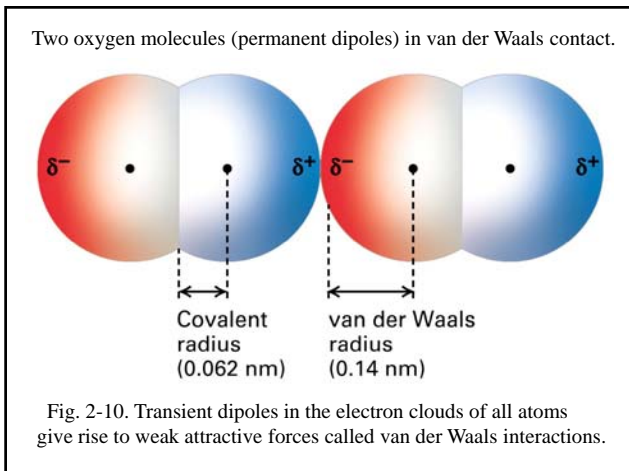 Two oxygen molecules (permanent dipoles) in van der Waals contact.
δ− δ+ δ− δ+
Covalent
radius
(0.062 nm)
van der Waals
radius
(0.14 nm)
Fig. 2-10. Transient dipoles in the electron clouds of all atoms
give rise to weak attractive forces called van der Waals interactions.